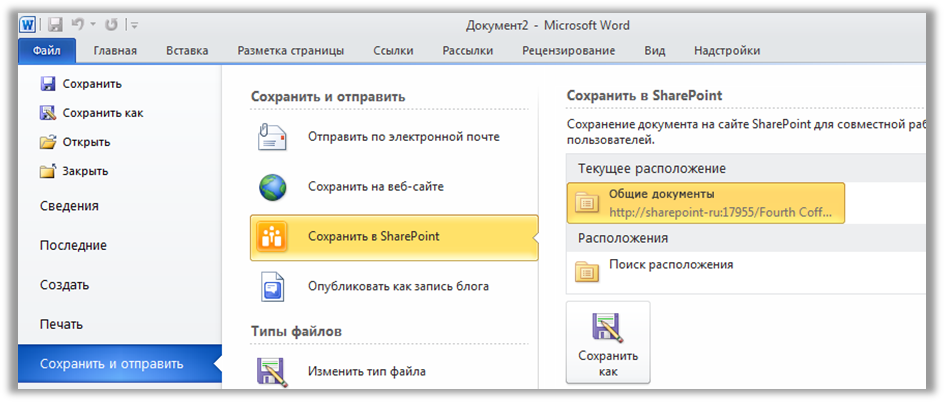 Документ2 - Microsoft Word
Файл Главная Вставка Разметка страницы Ссылки Рассылки Рецензирование Вид Надстройки
Сохранить
Сохранить как
Открыть
Закрыть
Сведения
Последние
Создать
Печать
Сохранить и отправить
Сохранить и отправить
Отправить по электронной почте
Сохранить на веб-сайте
Сохранить в SharePoint
Опубликовать как запись блога
Типы файлов
Изменить тип файла
Сохранить в SharePoint
Сохранение документа на сайте SharePoint для совместной раб
пользователей.
Текущее расположение
Общие документы
http://sharepoint-ru:17955/Fourth Coff...
Расположения
Поиск расположения
Сохранить
как